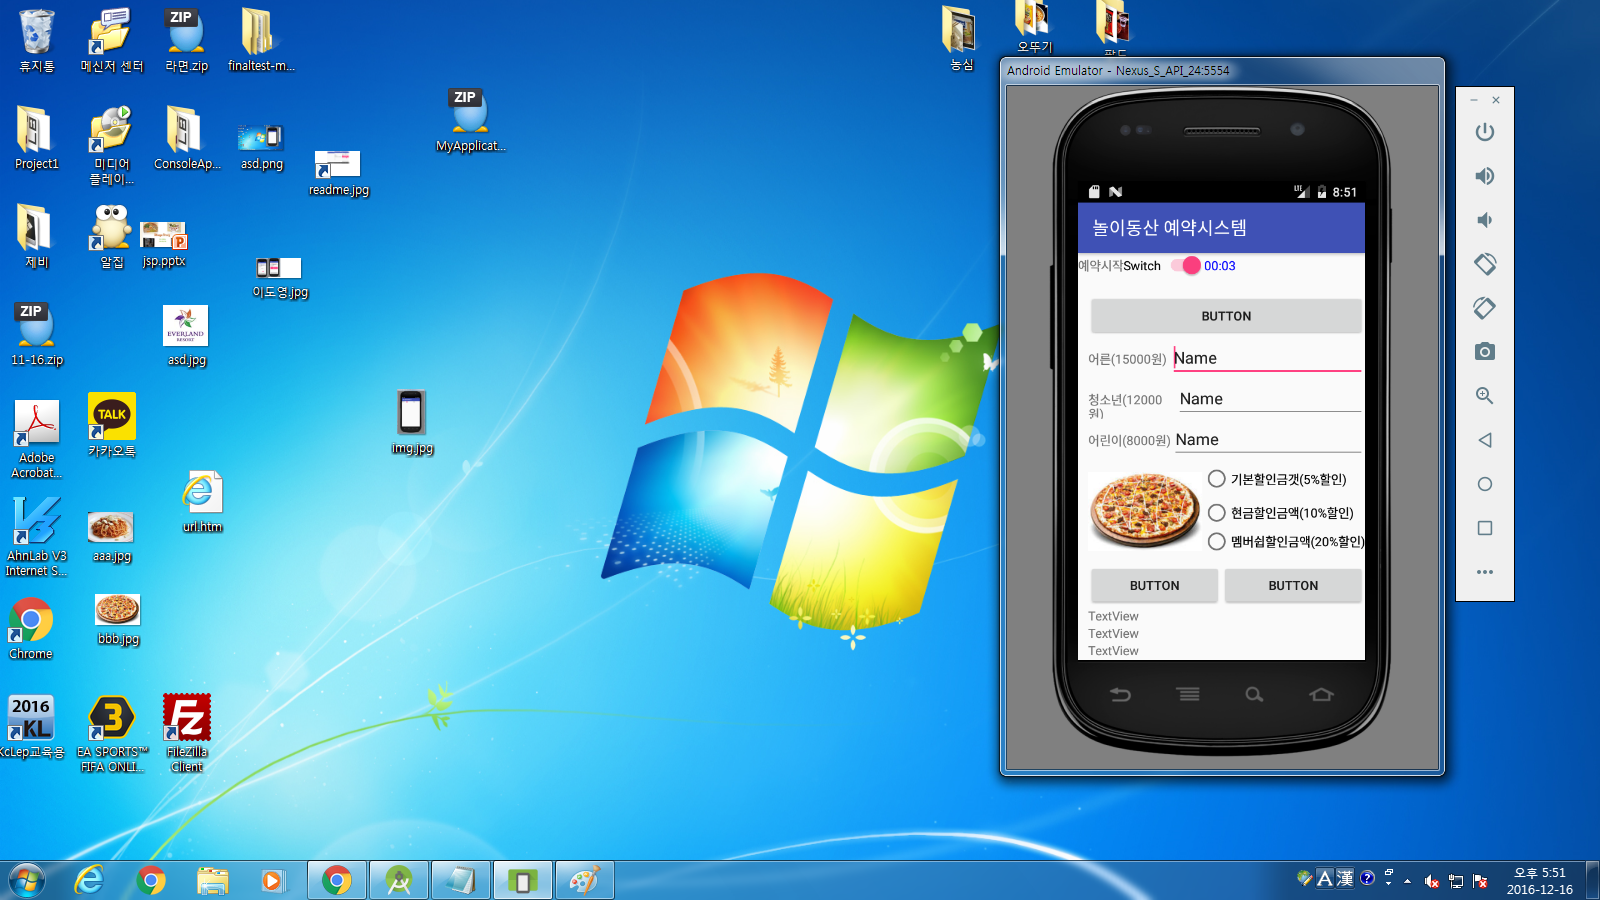 휴지통
메신저 센터
ZIP
라면.zip
finaltest-m...
Project1
미디어
플레이...
ConsoleAp...
asd.png
readme.jpg
ZIP
MyApplicat...
제비
알집
jsp.pptx
이도영.jpg
ZIP
11-16.zip
EVERLAND
RESORT
asd.jpg
Adobe
Acrobat...
TALK
카카오톡
img.jpg
url.htm
AhnLab V3
Internet S...
aaa.jpg
Chrome
bbb.jpg
2016
KL
KcLep교육용
EA SPORTS™
FIFA ONLI...
FileZilla
Client
농심
오뚜기
팔도
Android Emulator - Nexus_S_API_24:5554
LTE
8:51
놀이동산 예약시스템
예약시작Switch
00:03
BUTTON
어른(15000원)
Name
청소년(12000
원)
Name
어린이(8000원)
Name
기본할인금갯(5%할인)
현금할인금액(10%할인)
멤버쉽할인금액(20%할인)
BUTTON
BUTTON
TextView
TextView
TextView
A 漢
오후 5:51
2016-12-16